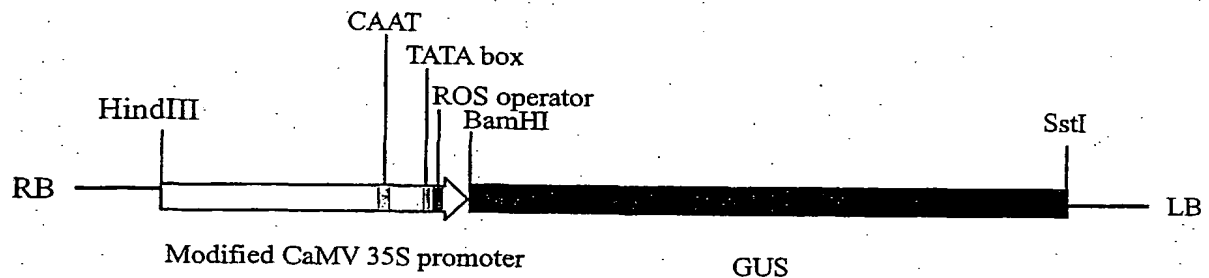 CAAT
TATA box
ROS operator
HindIII
BamHI
SstI
RB
LB
Modified CaMV 35S promoter
GUS